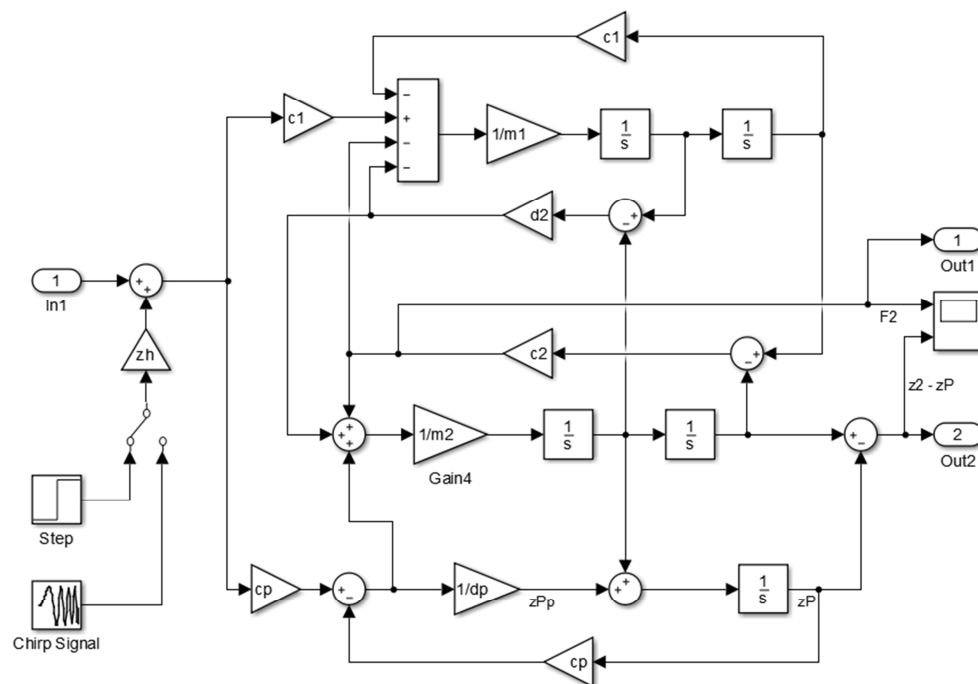 c1
−
+
−
−
c1
1/m1
1
s
1
s
d2
−
+
1
In1
+
+
zh
1
Out1
F2
c2
−
+
z2 - zP
+
+
+
1/m2
Gain4
1
s
1
s
+
−
2
Out2
Step
Chirp Signal
cp
+
−
1/dp
zPp
+
+
1
s
zP
cp